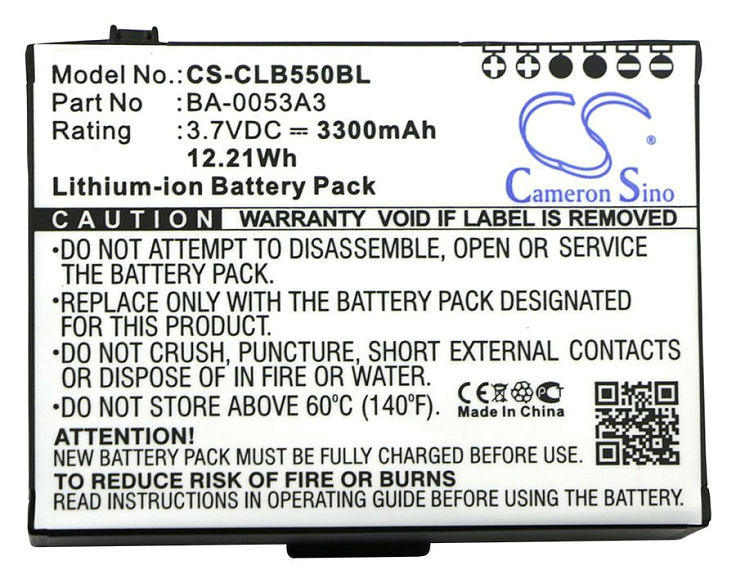 Model No.: CS-CLB550BL
Part No : BA-0053A3
Rating : 3.7VDC ⎓ 3300mAh
12.21Wh
Lithium-ion Battery Pack
Cameron Sino
®
CAUTION WARRANTY VOID IF LABEL IS REMOVED
•DO NOT ATTEMPT TO DISASSEMBLE, OPEN OR SERVICE
THE BATTERY PACK.
•REPLACE ONLY WITH THE BATTERY PACK DESIGNATED
FOR THIS PRODUCT.
•DO NOT CRUSH, PUNCTURE, SHORT EXTERNAL CONTACTS
OR DISPOSE OF IN FIRE OR WATER.
•DO NOT STORE ABOVE 60°C (140°F).
CE
Made In China
ATTENTION!
NEW BATTERY PACK MUST BE FULLY CHARGED BEFORE USE.
TO REDUCE RISK OF FIRE OR BURNS
READ INSTRUCTIONS IN OPERATING GUIDE BEFORE USING THE BATTERY.